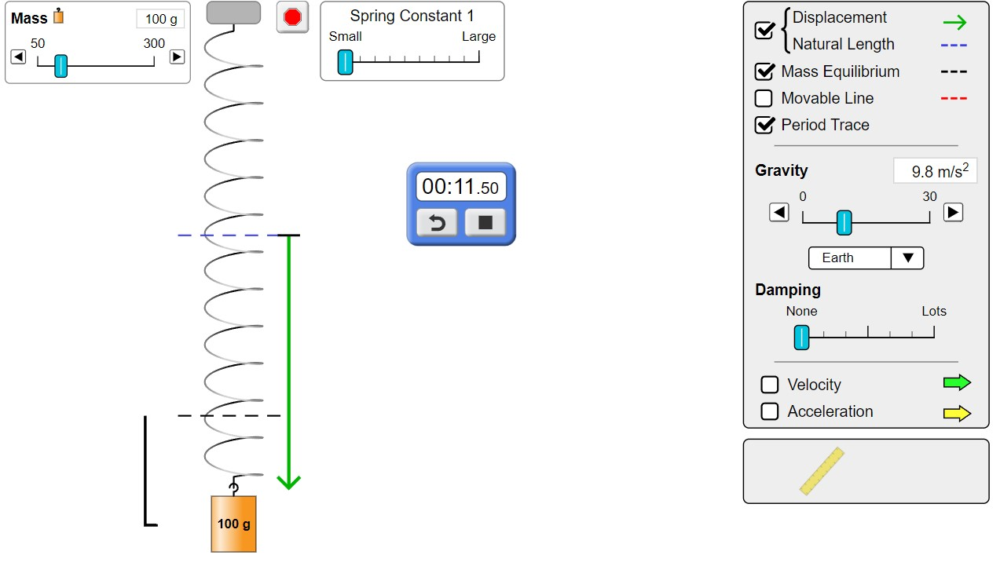 Mass
100 g
50
300
Spring Constant 1
Small
Large
00:11.50
100 g
Displacement
Natural Length
Mass Equilibrium
Movable Line
Period Trace
Gravity
9.8 m/s²
0
30
Earth
Damping
None
Lots
Velocity
Acceleration